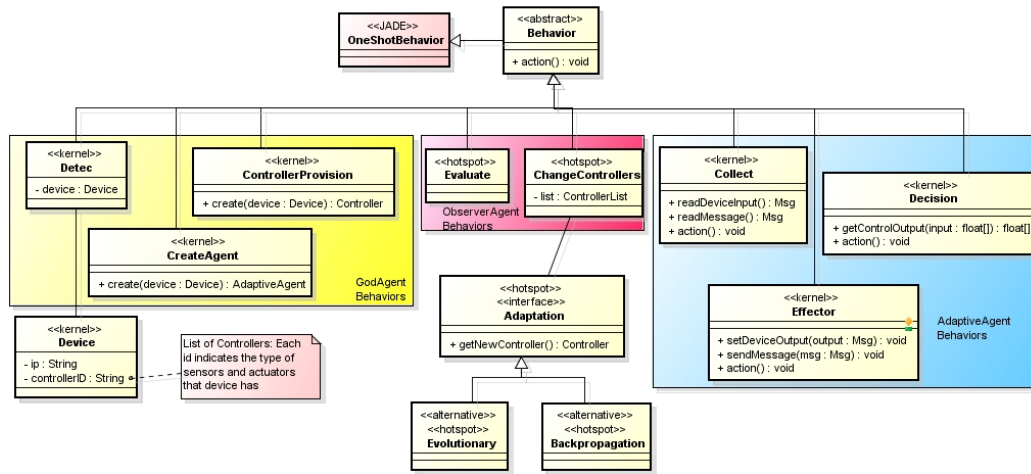 <<JADE>>
OneShotBehavior
<<abstract>>
Behavior
+ action() : void
<<kernel>>
Detec
- device : Device
<<kernel>>
ControllerProvision
+ create(device : Device) : Controller
<<kernel>>
CreateAgent
+ create(device : Device) : AdaptiveAgent
GodAgent
Behaviors
<<hotspot>>
Evaluate
<<hotspot>>
ChangeControllers
- list : ControllerList
ObserverAgent
Behaviors
<<kernel>>
Collect
+ readDeviceInput() : Msg
+ readMessage() : Msg
+ action() : void
<<kernel>>
Decision
+ getControlOutput(input : float[]) : float[]
+ action() : void
<<kernel>>
Effector
+ setDeviceOutput(output : Msg) : void
+ sendMessage(msg : Msg) : void
+ action() : void
AdaptiveAgent
Behaviors
<<kernel>>
Device
- ip : String
- controllerID : String
List of Controllers: Each
id indicates the type of
sensors and actuators
that device has
<<hotspot>>
<<interface>>
Adaptation
+ getNewController() : Controller
<<alternative>>
<<hotspot>>
Evolutionary
<<alternative>>
<<hotspot>>
Backpropagation